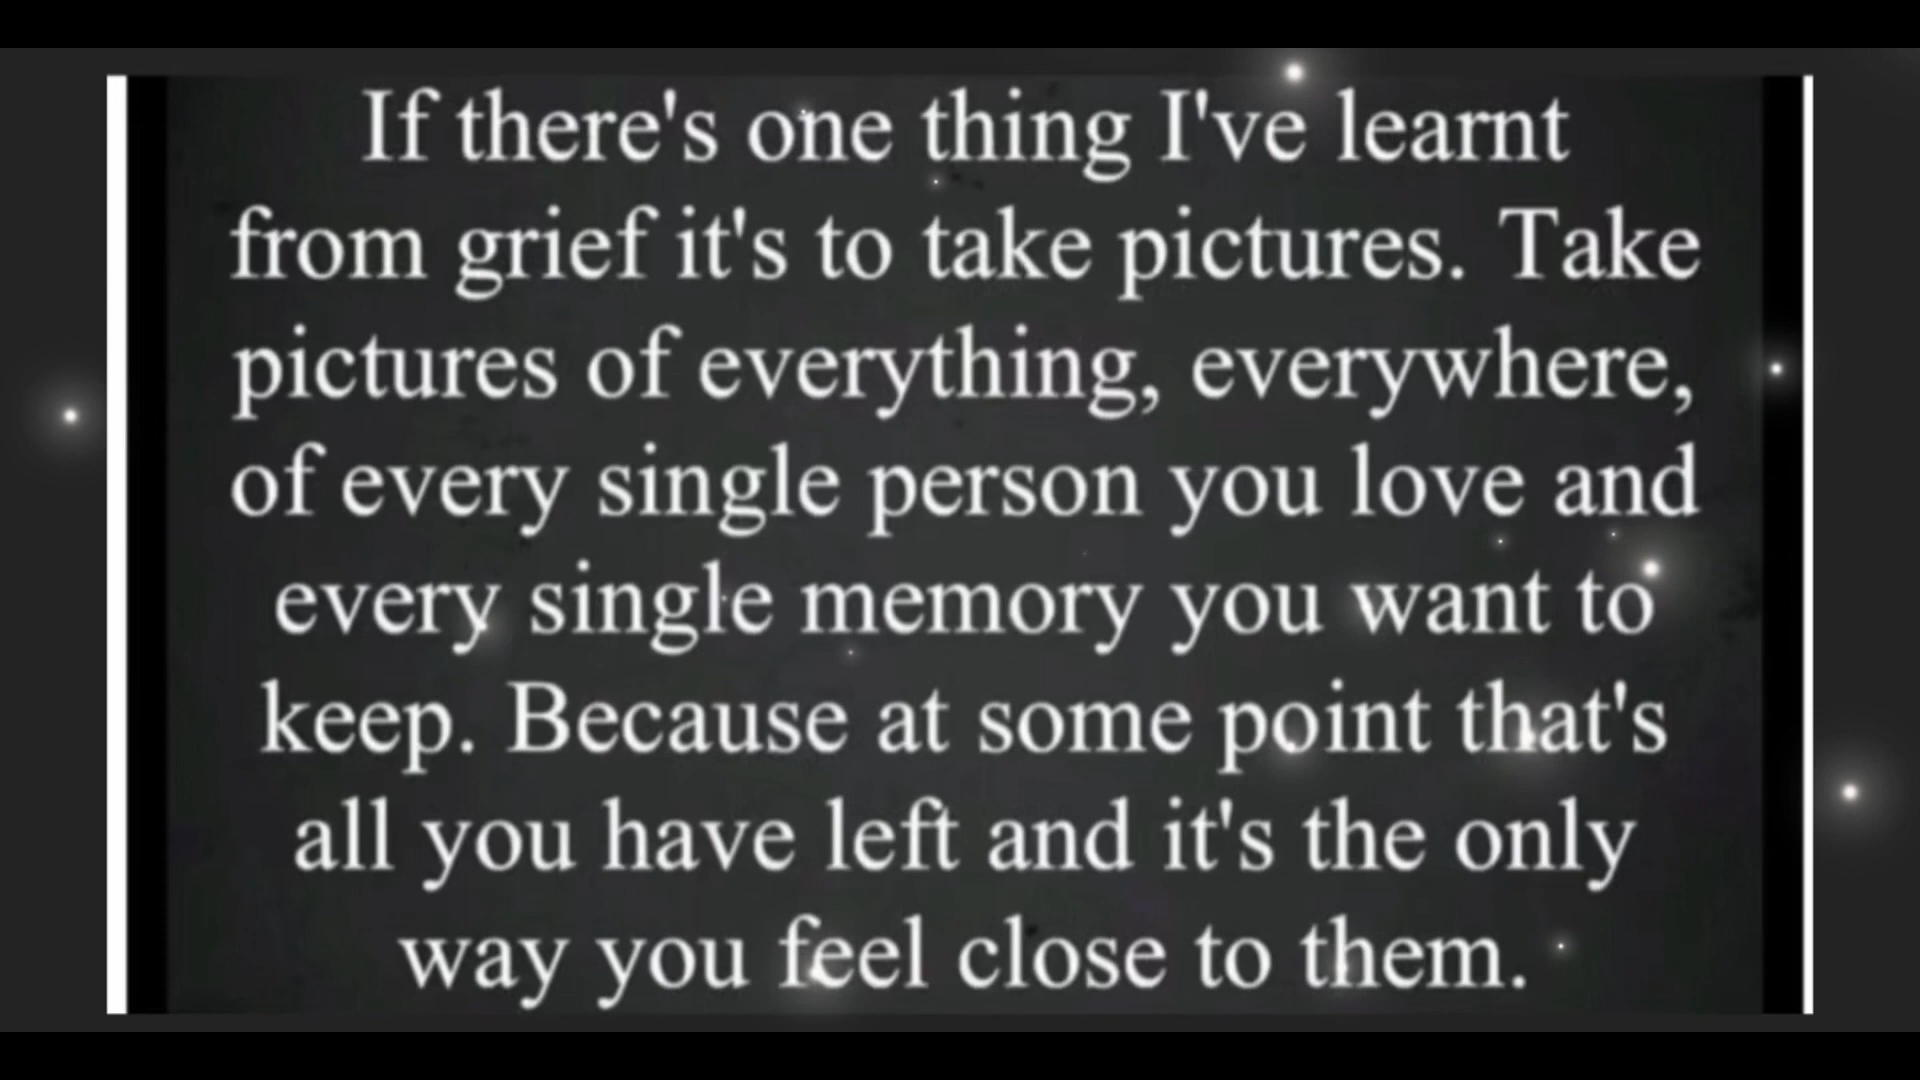 If there's one thing I've learnt
from grief it's to take pictures. Take
pictures of everything, everywhere,
of every single person you love and
every single memory you want to
keep. Because at some point that's
all you have left and it's the only
way you feel close to them.